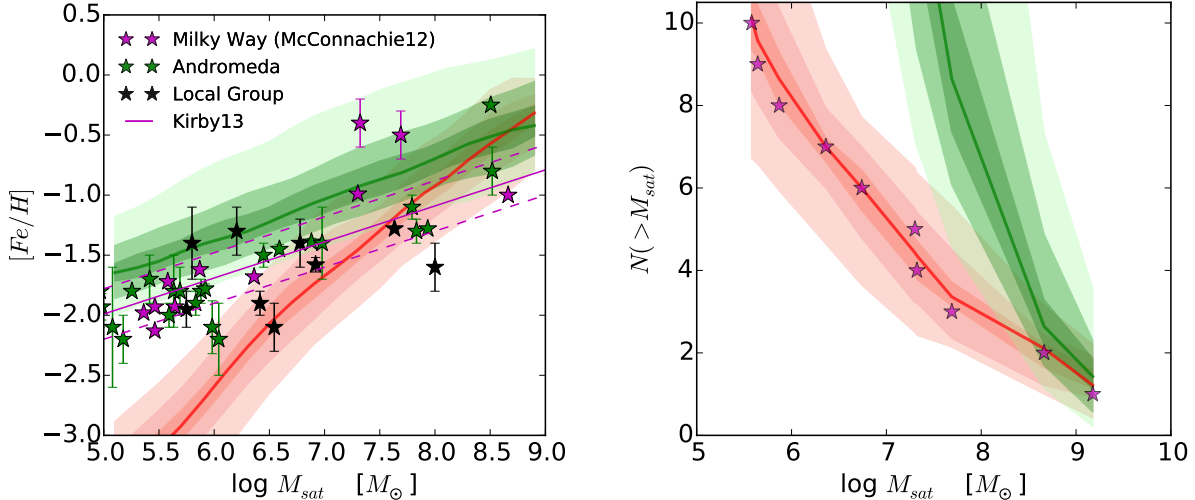 0.5
0.0
−0.5
−1.0
−1.5
−2.0
−2.5
−3.0
[Fe/H]
Milky Way (McConnachie12)
Andromeda
Local Group
Kirby13
5.0 5.5 6.0 6.5 7.0 7.5 8.0 8.5 9.0
log M_sat [M_⊙]
10
8
6
4
2
0
N(>M_sat)
5 6 7 8 9 10
log M_sat [M_⊙]